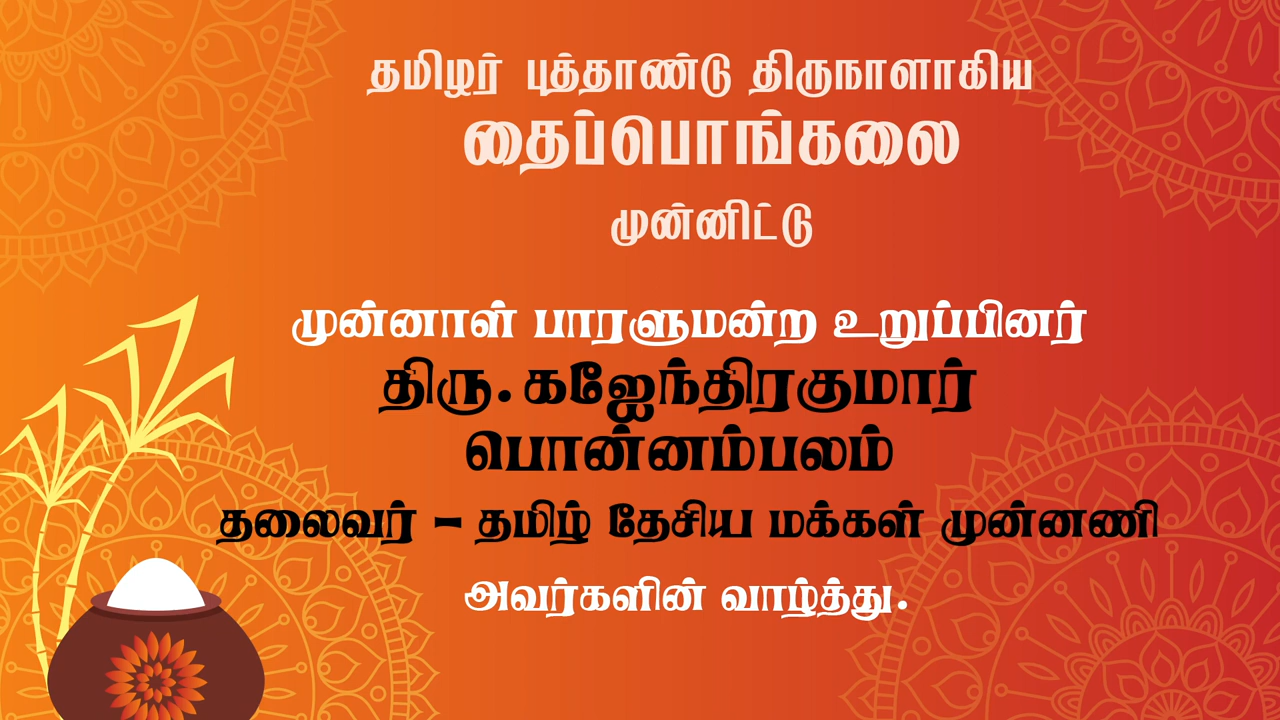 தமிழர் புத்தாண்டு திருநாளாகிய
தைப்பொங்கலை
முன்னிட்டு
முன்னாள் பாரளுமன்ற உறுப்பினர்
திரு.கஜேந்திரகுமார்
பொன்னம்பலம்
தலைவர் - தமிழ் தேசிய மக்கள் முன்னணி
அவர்களின் வாழ்த்து.